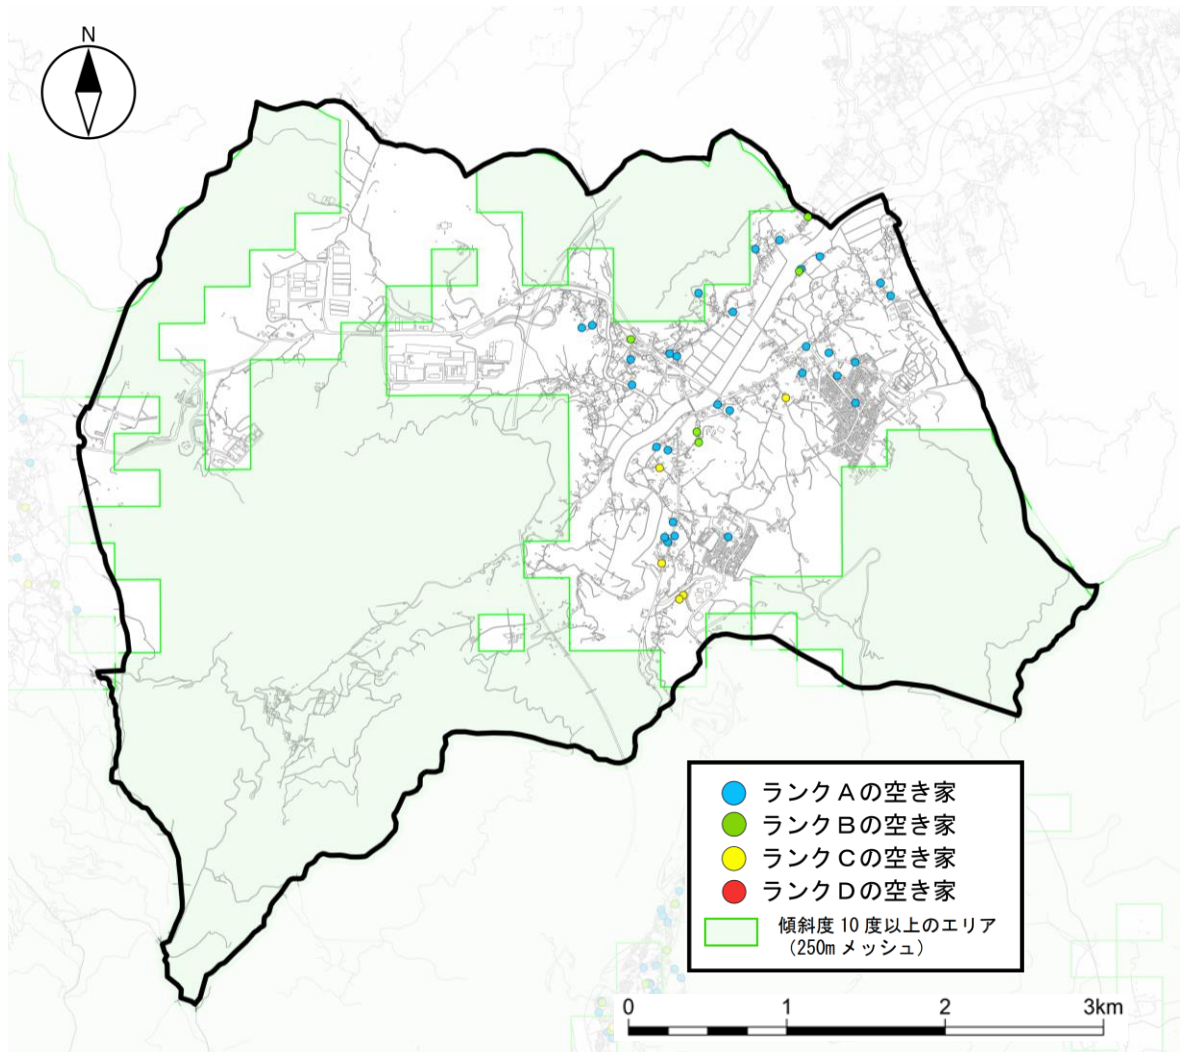 N
ランクAの空き家
ランクBの空き家
ランクCの空き家
ランクDの空き家
傾斜度10度以上のエリア
（250mメッシュ）
0 1 2 3km